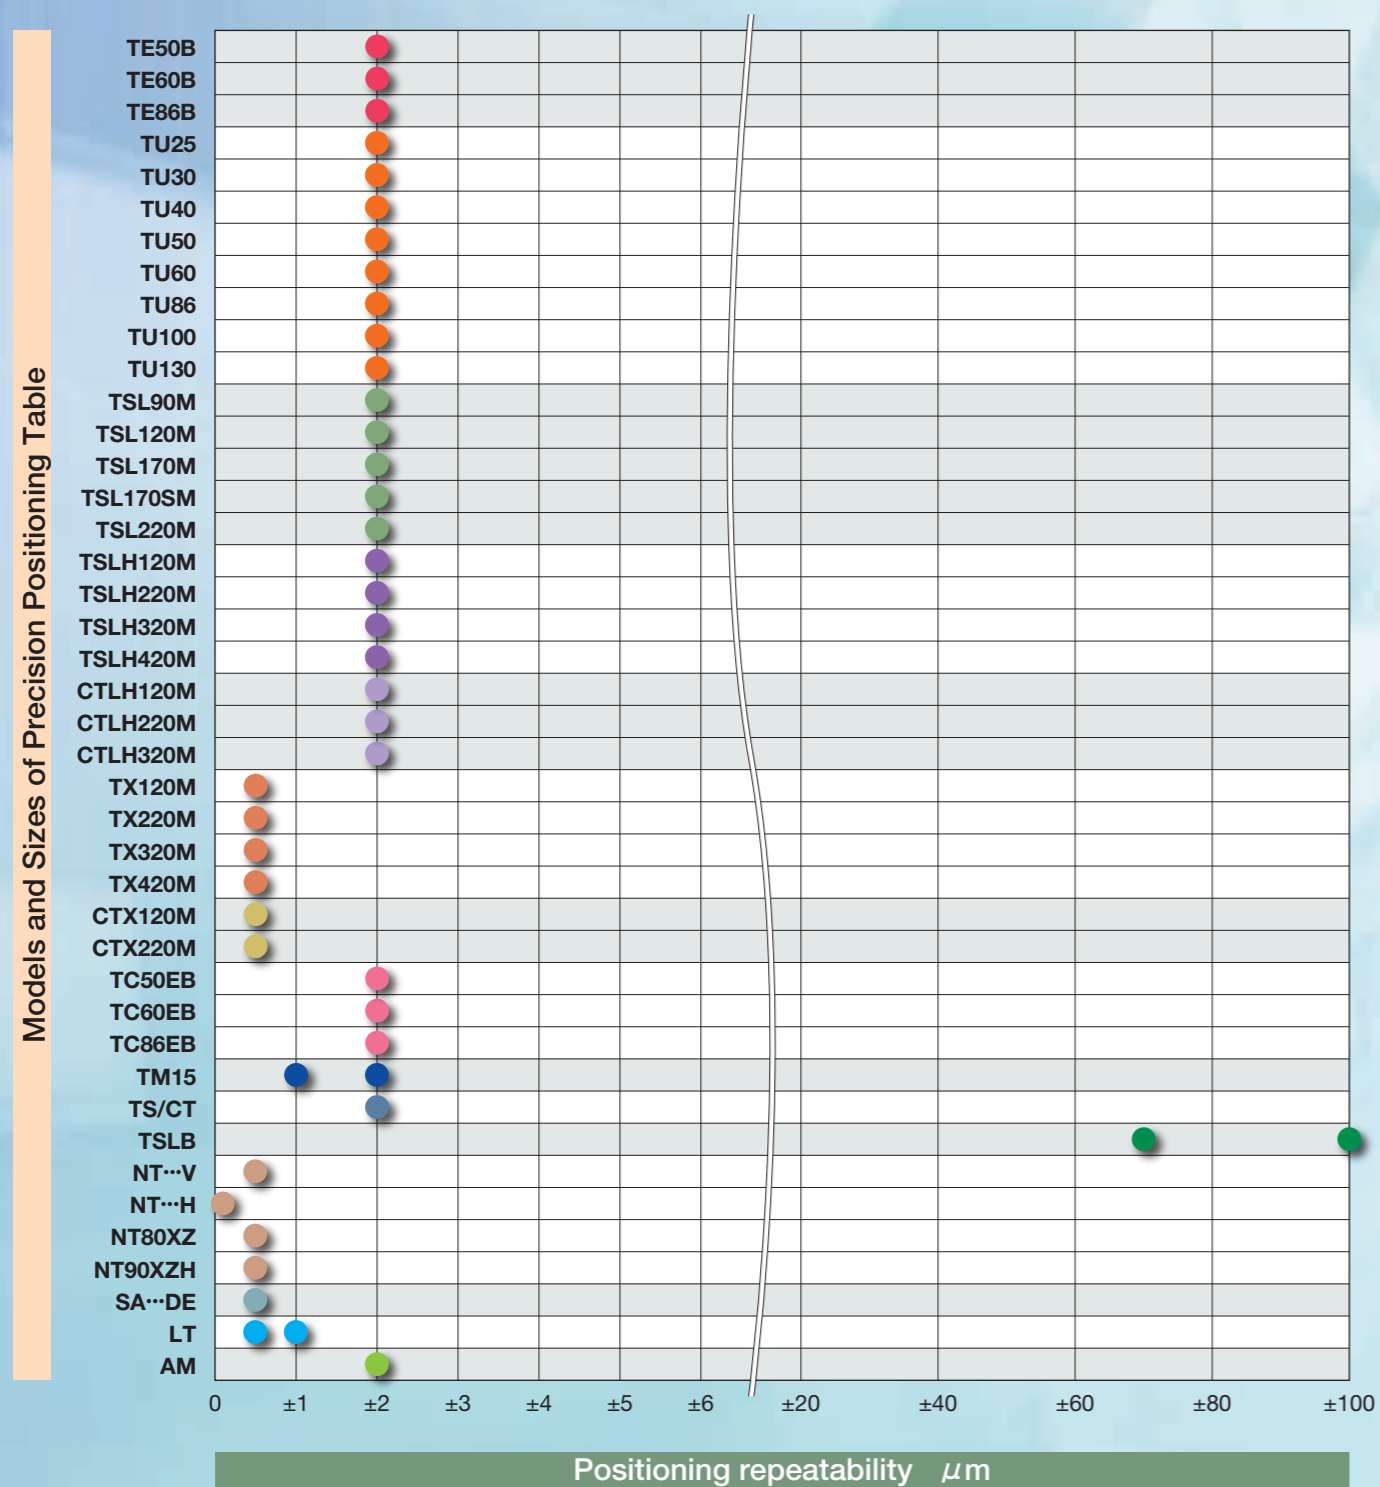 Models and Sizes of Precision Positioning Table
TE50B
TE60B
TE86B
TU25
TU30
TU40
TU50
TU60
TU86
TU100
TU130
TSL90M
TSL120M
TSL170M
TSL170SM
TSL220M
TSLH120M
TSLH220M
TSLH320M
TSLH420M
CTLH120M
CTLH220M
CTLH320M
TX120M
TX220M
TX320M
TX420M
CTX120M
CTX220M
TC50EB
TC60EB
TC86EB
TM15
TS/CT
TSLB
NT···V
NT···H
NT80XZ
NT90XZH
SA···DE
LT
AM
0 ±1 ±2 ±3 ±4 ±5 ±6 ±20 ±40 ±60 ±80 ±100
Positioning repeatability μm